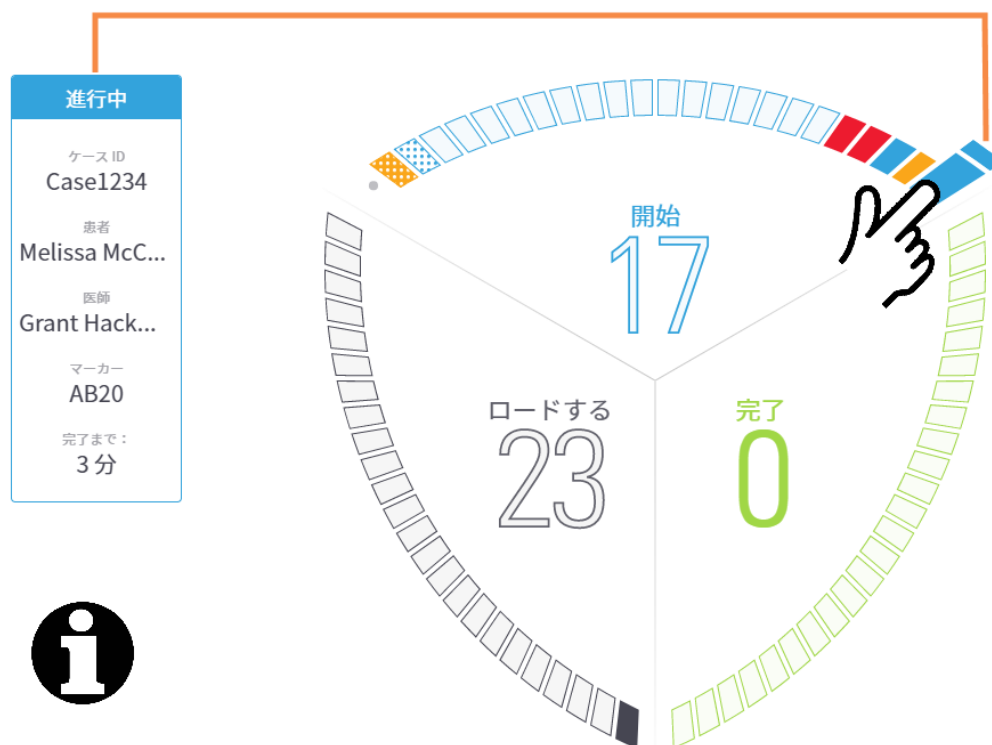 進行中
ケース ID
Case1234
患者
Melissa McC...
医師
Grant Hack...
マーカー
AB20
完了まで：
3 分
開始
17
ロードする
23
完了
0